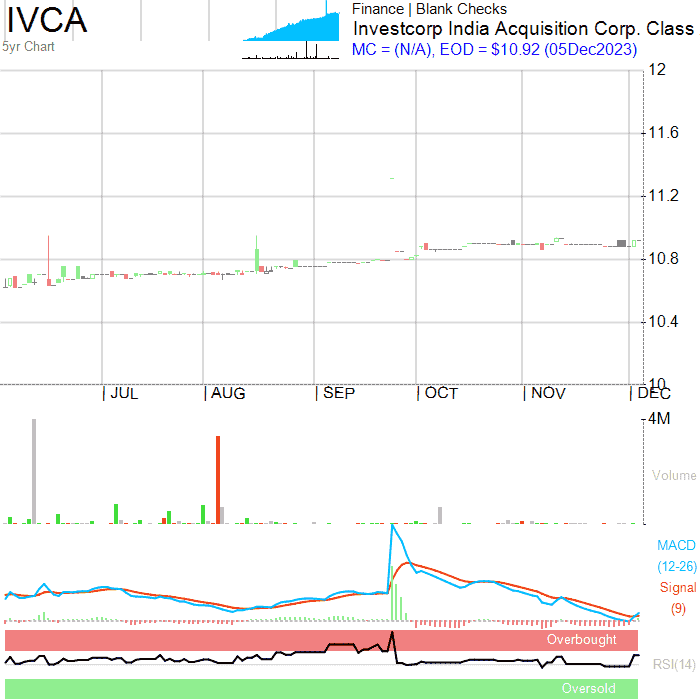 IVCA
5yr Chart
Finance | Blank Checks
Investcorp India Acquisition Corp. Class
MC = (N/A), EOD = $10.92 (05Dec2023)
12
11.6
11.2
10.8
10.4
10
| JUL
| AUG
| SEP
| OCT
| NOV
| DEC
4M
Volume
MACD
(12-26)
Signal
(9)
Overbought
RSI(14)
Oversold